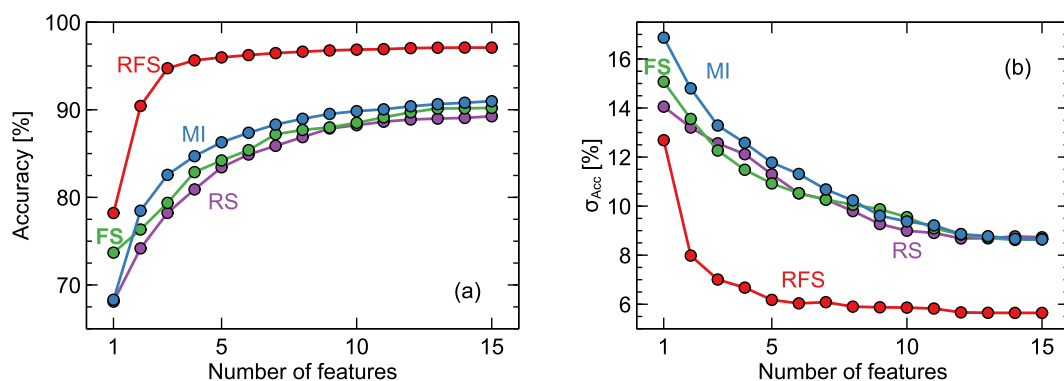 100
90
80
70
Accuracy [%]
RFS
MI
FS
RS
(a)
1
5
10
15
Number of features
16
14
12
10
8
6
σAcc [%]
FS
MI
(b)
RS
RFS
1
5
10
15
Number of features